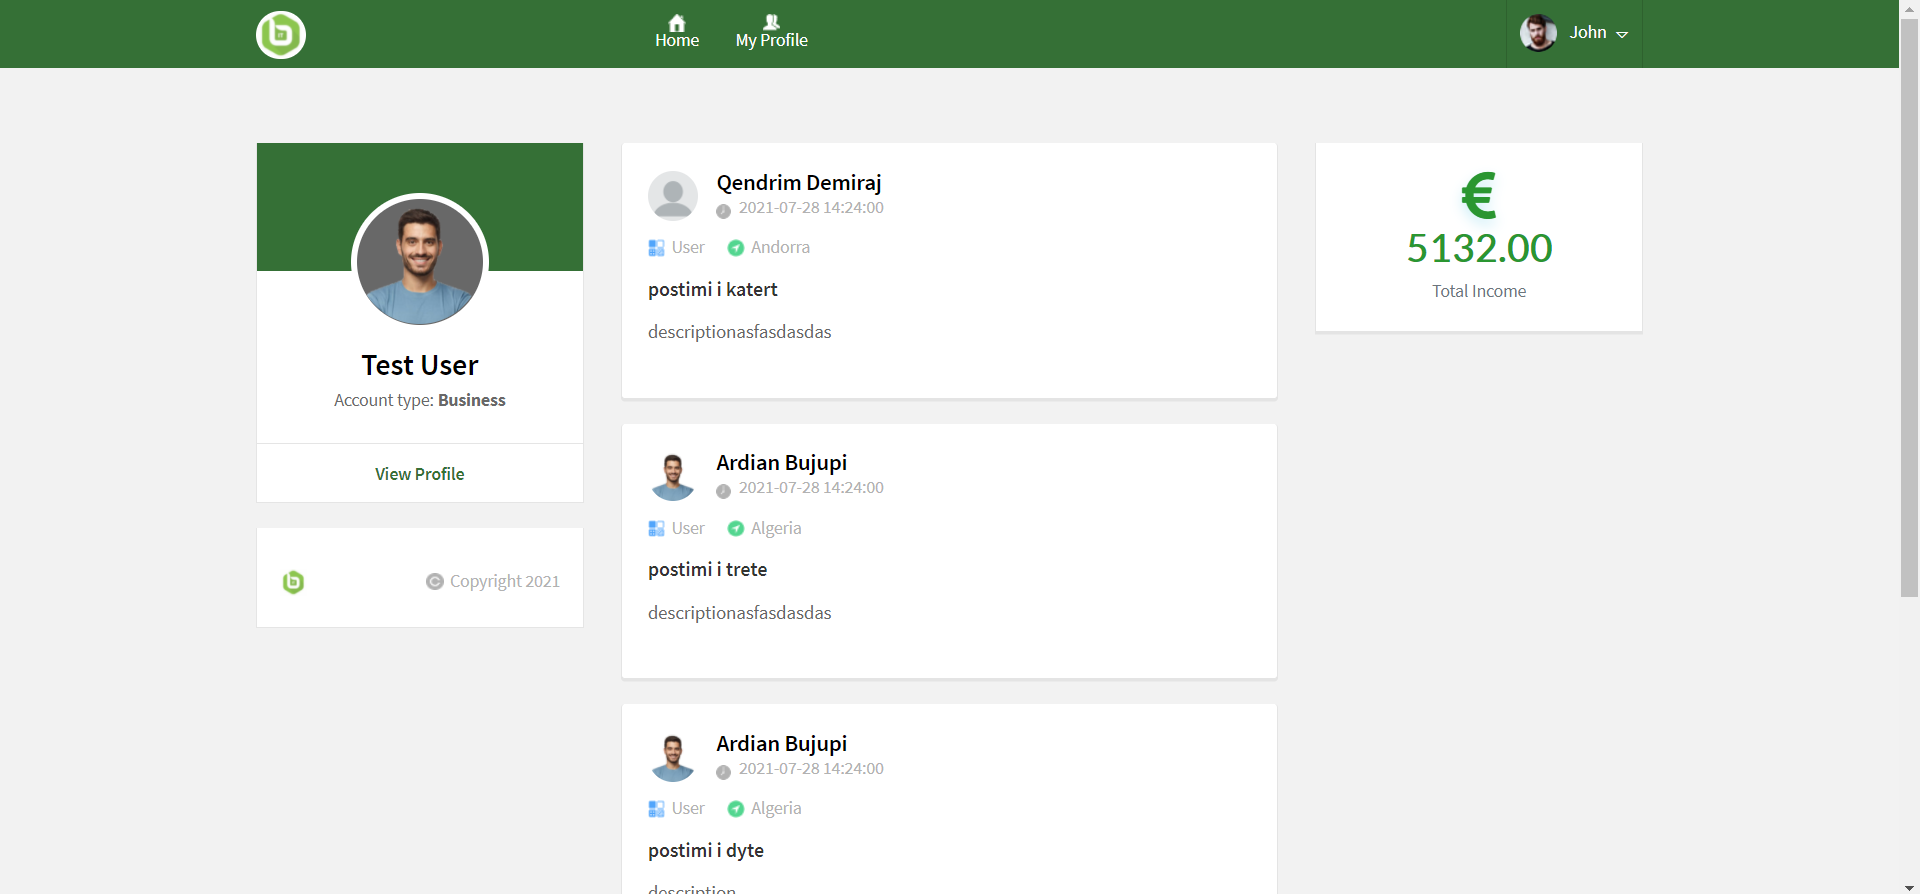 Home
My Profile
John
Test User
Account type: Business
View Profile
Copyright 2021
Qendrim Demiraj
2021-07-28 14:24:00
User Andorra
postimi i katert
descriptionasfasdasdas
Ardian Bujupi
2021-07-28 14:24:00
User Algeria
postimi i trete
descriptionasfasdasdas
Ardian Bujupi
2021-07-28 14:24:00
User Algeria
postimi i dyte
description
€
5132.00
Total Income